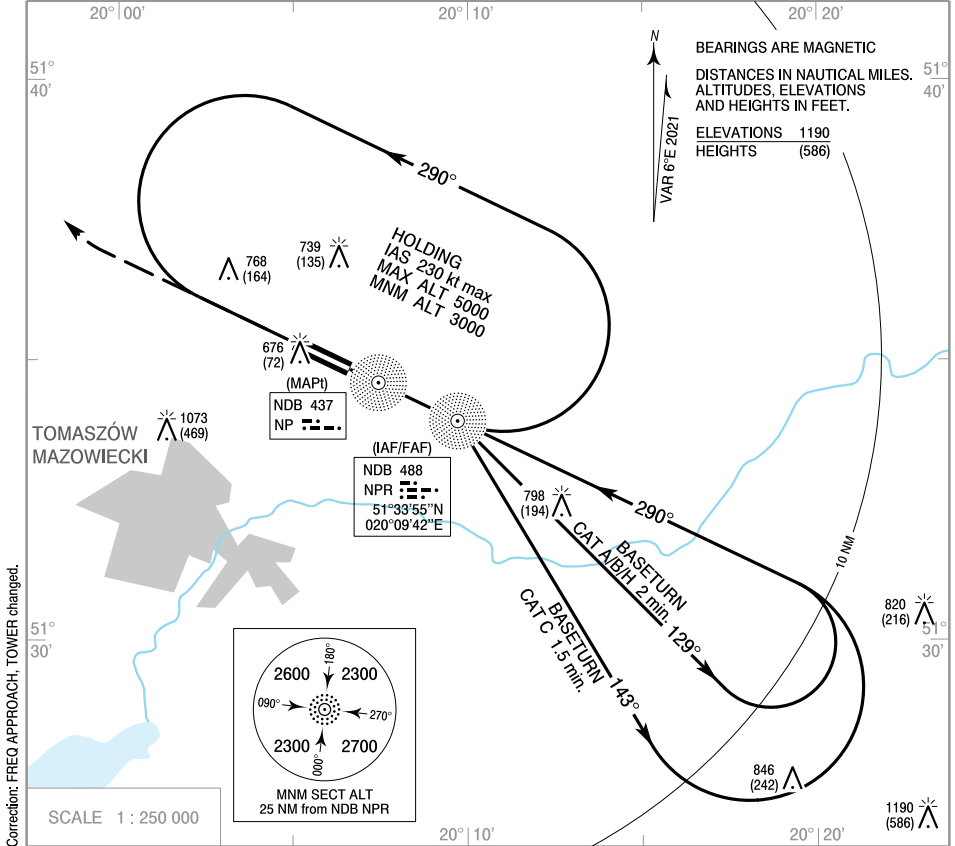 20° 00'
20° 10'
20° 20'
51°
40'
51°
40'
N
VAR 6°E 2021
BEARINGS ARE MAGNETIC
DISTANCES IN NAUTICAL MILES.
ALTITUDES, ELEVATIONS
AND HEIGHTS IN FEET.
ELEVATIONS 1190
HEIGHTS (586)
290°
HOLDING
IAS 230 kt max
MAX ALT 5000
MNM ALT 3000
768
(164)
739
(135)
676
(72)
(MAPt)
NDB 437
NP
1073
(469)
TOMASZÓW
MAZOWIECKI
(IAF/FAF)
NDB 488
NPR
51°33'55"N
020°09'42"E
798
(194)
290°
BASETURN
CAT A/B/H 2 min.
129°
BASETURN
CAT C 1.5 min.
143°
10 NM
820
(216)
51°
30'
51°
30'
2600
2300
2300
2700
180°
090°
270°
000°
MNM SECT ALT
25 NM from NDB NPR
846
(242)
1190
(586)
SCALE 1 : 250 000
20° 10'
20° 20'
Correction: FREQ APPROACH, TOWER changed.